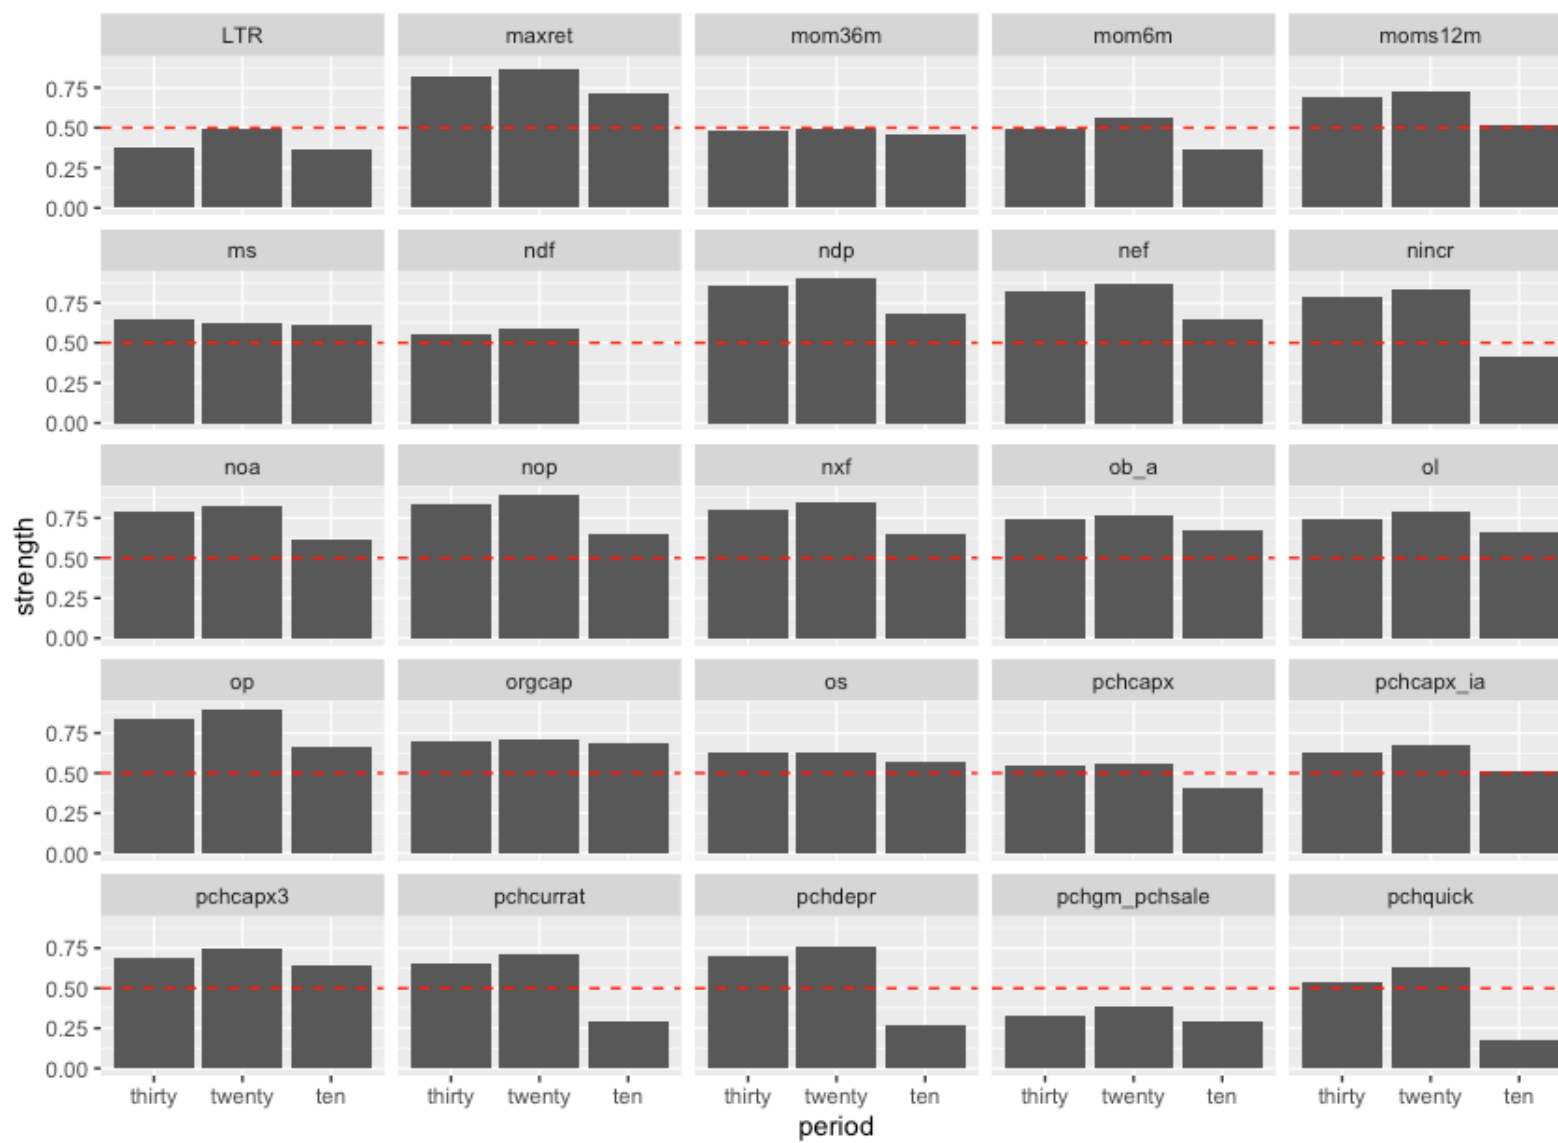 LTR maxret mom36m mom6m moms12m
0.75
0.50
0.25
0.00
ms ndf ndp nef nincr
0.75
0.50
0.25
0.00
noa nop nxf ob_a ol
0.75
0.50
0.25
0.00
strength
op orgcap os pchcapx pchcapx_ia
0.75
0.50
0.25
0.00
pchcapx3 pchcurrat pchdepr pchgm_pchsale pchquick
0.75
0.50
0.25
0.00
thirty twenty ten thirty twenty ten thirty twenty ten thirty twenty ten thirty twenty ten
period